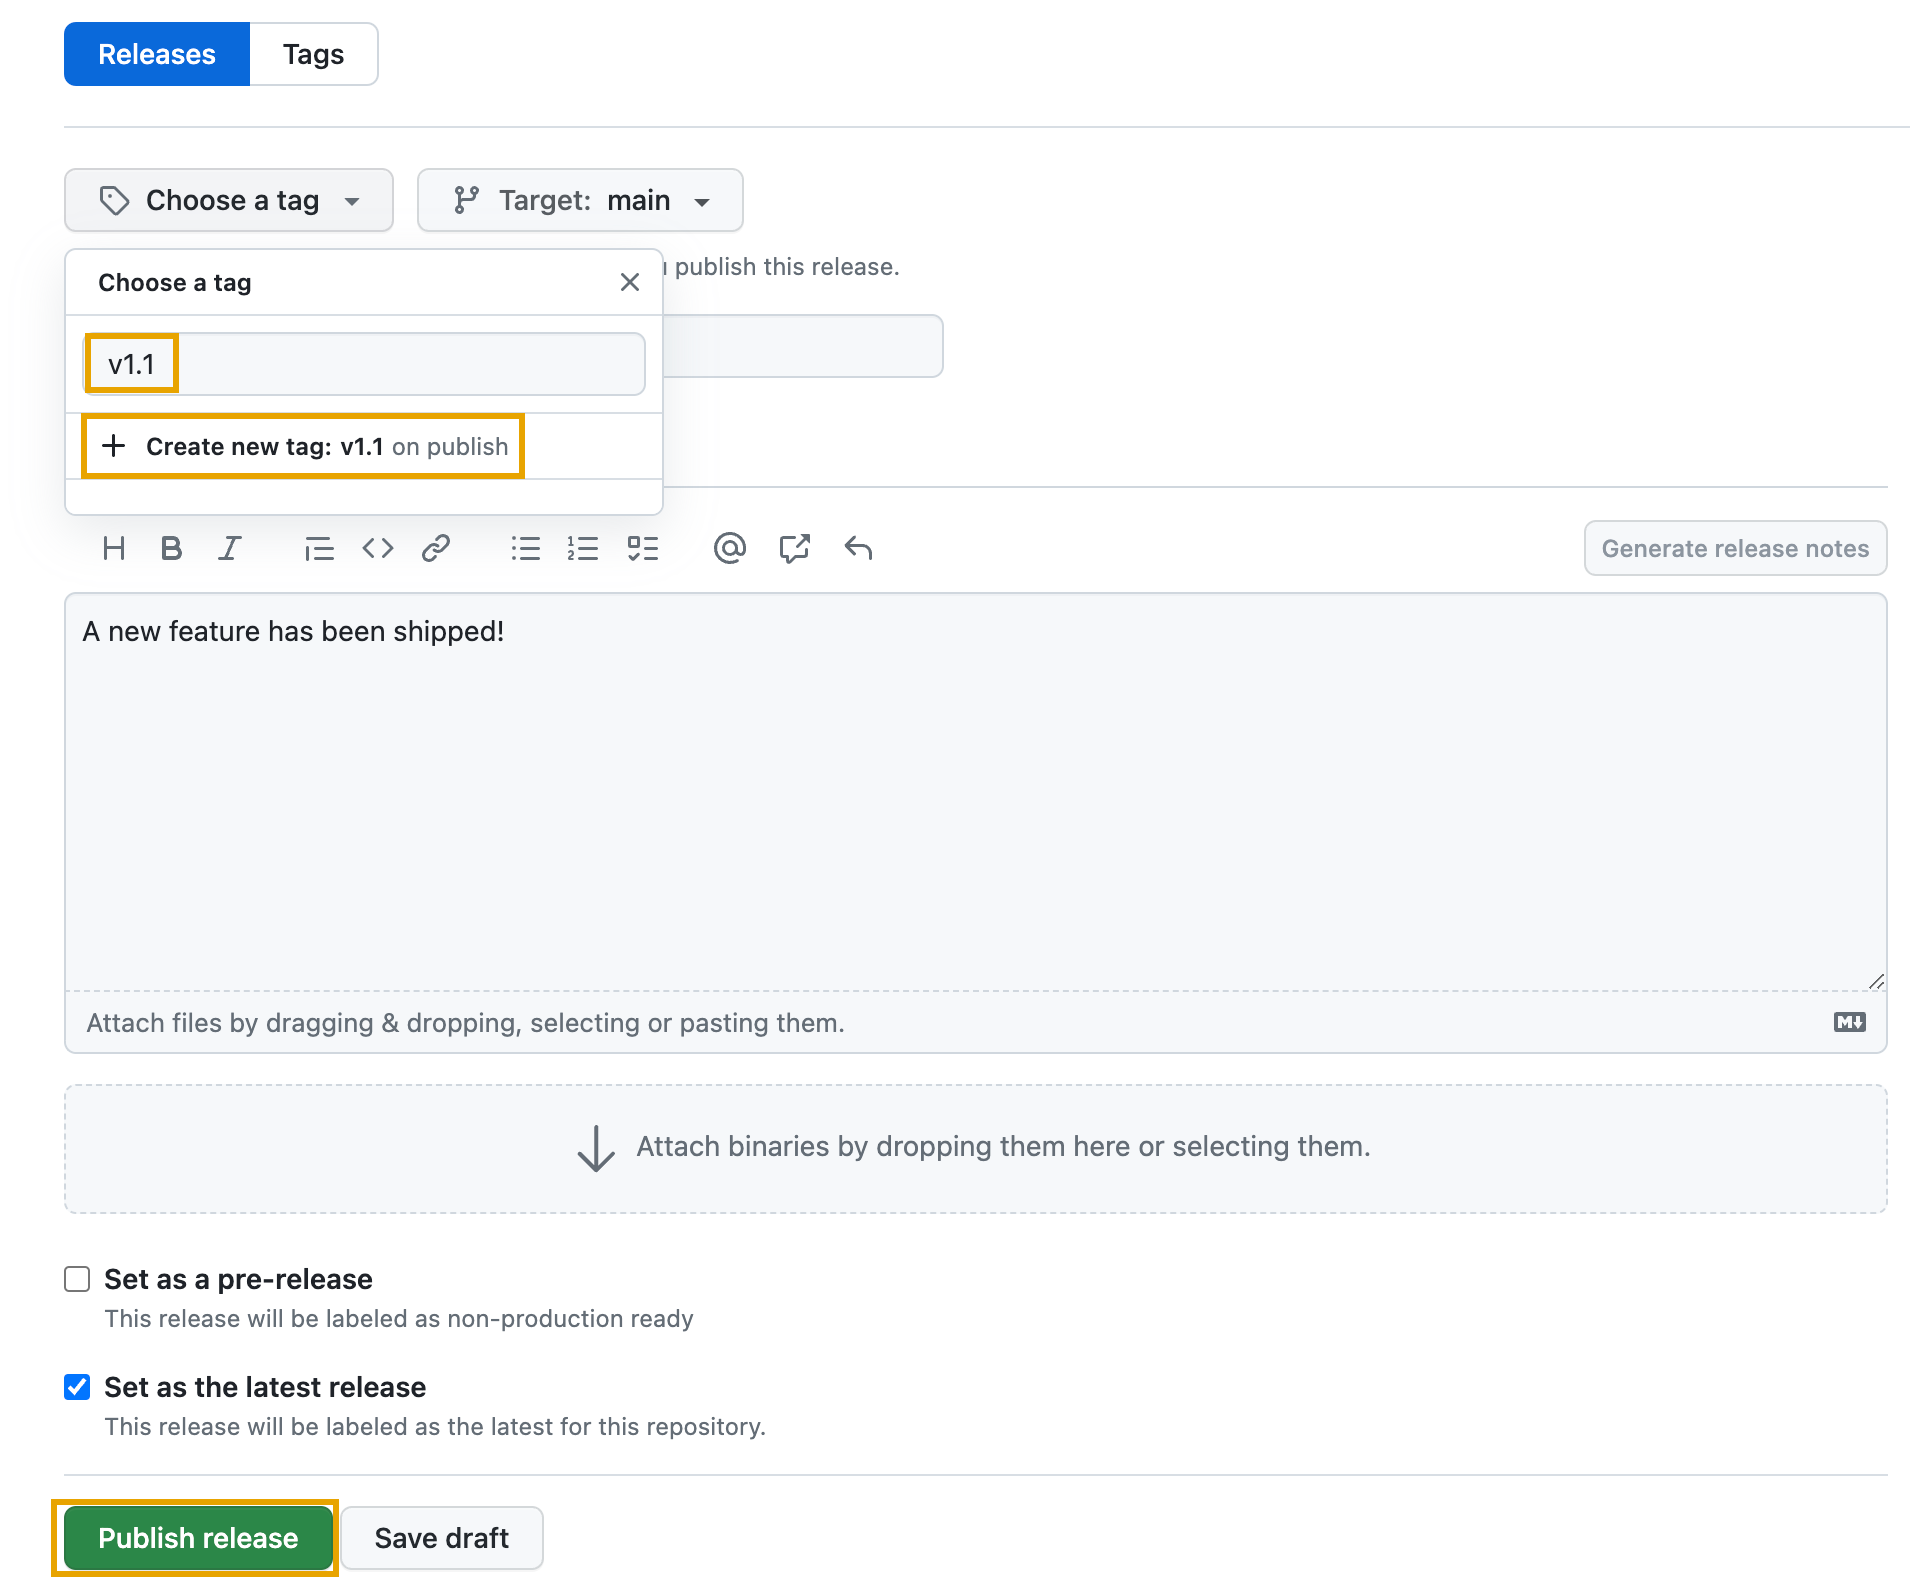 Releases Tags
Choose a tag Target: main
Choose a tag
publish this release.
v1.1
Create new tag: v1.1 on publish
Generate release notes
A new feature has been shipped!
Attach files by dragging & dropping, selecting or pasting them.
Attach binaries by dropping them here or selecting them.
Set as a pre-release
This release will be labeled as non-production ready
Set as the latest release
This release will be labeled as the latest for this repository.
Publish release Save draft